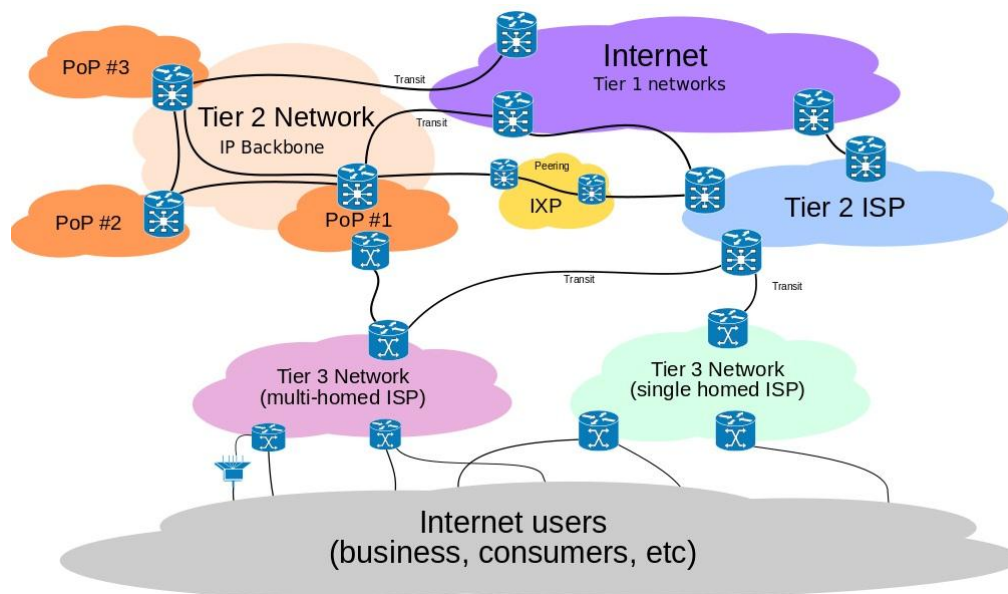 PoP #3
Internet
Tier 1 networks
Transit
Tier 2 Network
IP Backbone
Transit
Peering
IXP
PoP #2
PoP #1
Tier 2 ISP
Transit
Transit
Tier 3 Network
(multi-homed ISP)
Tier 3 Network
(single homed ISP)
Internet users
(business, consumers, etc)